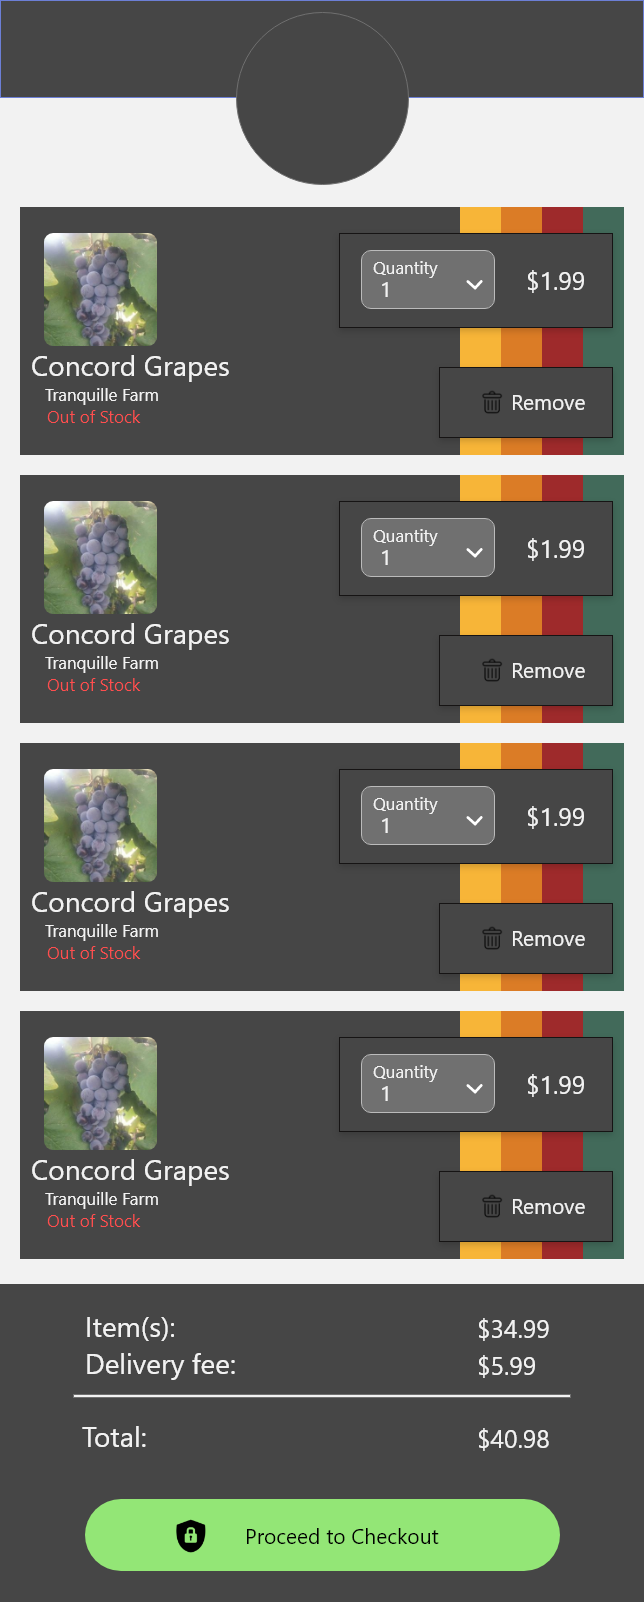 Quantity
1
$1.99
Concord Grapes
Tranquille Farm
Out of Stock
Remove
Quantity
1
$1.99
Concord Grapes
Tranquille Farm
Out of Stock
Remove
Quantity
1
$1.99
Concord Grapes
Tranquille Farm
Out of Stock
Remove
Quantity
1
$1.99
Concord Grapes
Tranquille Farm
Out of Stock
Remove
Item(s): $34.99
Delivery fee: $5.99
Total: $40.98
Proceed to Checkout